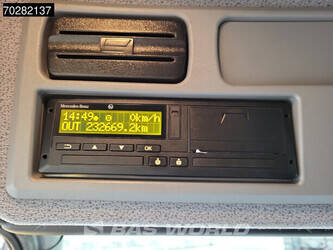 70282137
Mercedes-Benz
14:49 0km/h
OUT 232669.2km
OK
BAS WORLD